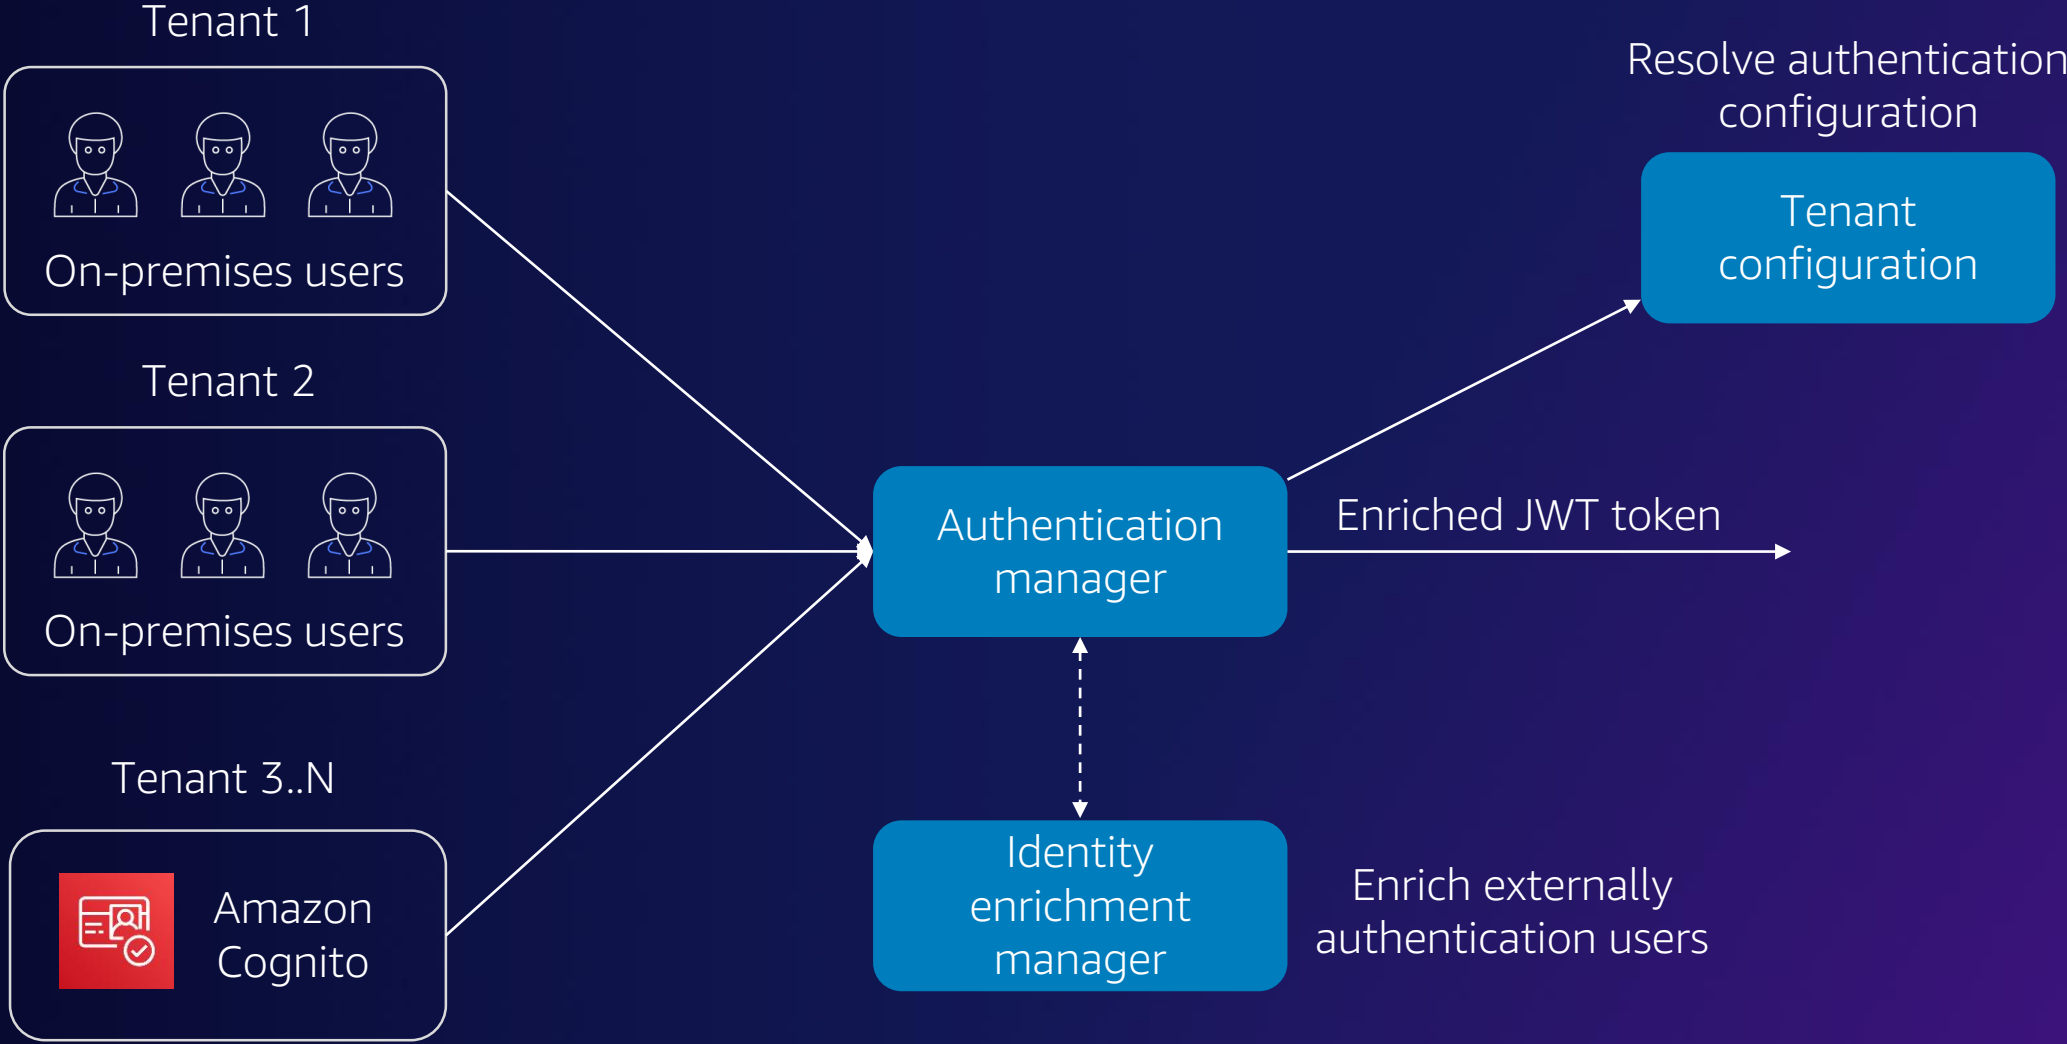 Tenant 1
On-premises users
Tenant 2
On-premises users
Tenant 3..N
Amazon
Cognito
Authentication
manager
Identity
enrichment
manager
Resolve authentication
configuration
Tenant
configuration
Enriched JWT token
Enrich externally
authentication users